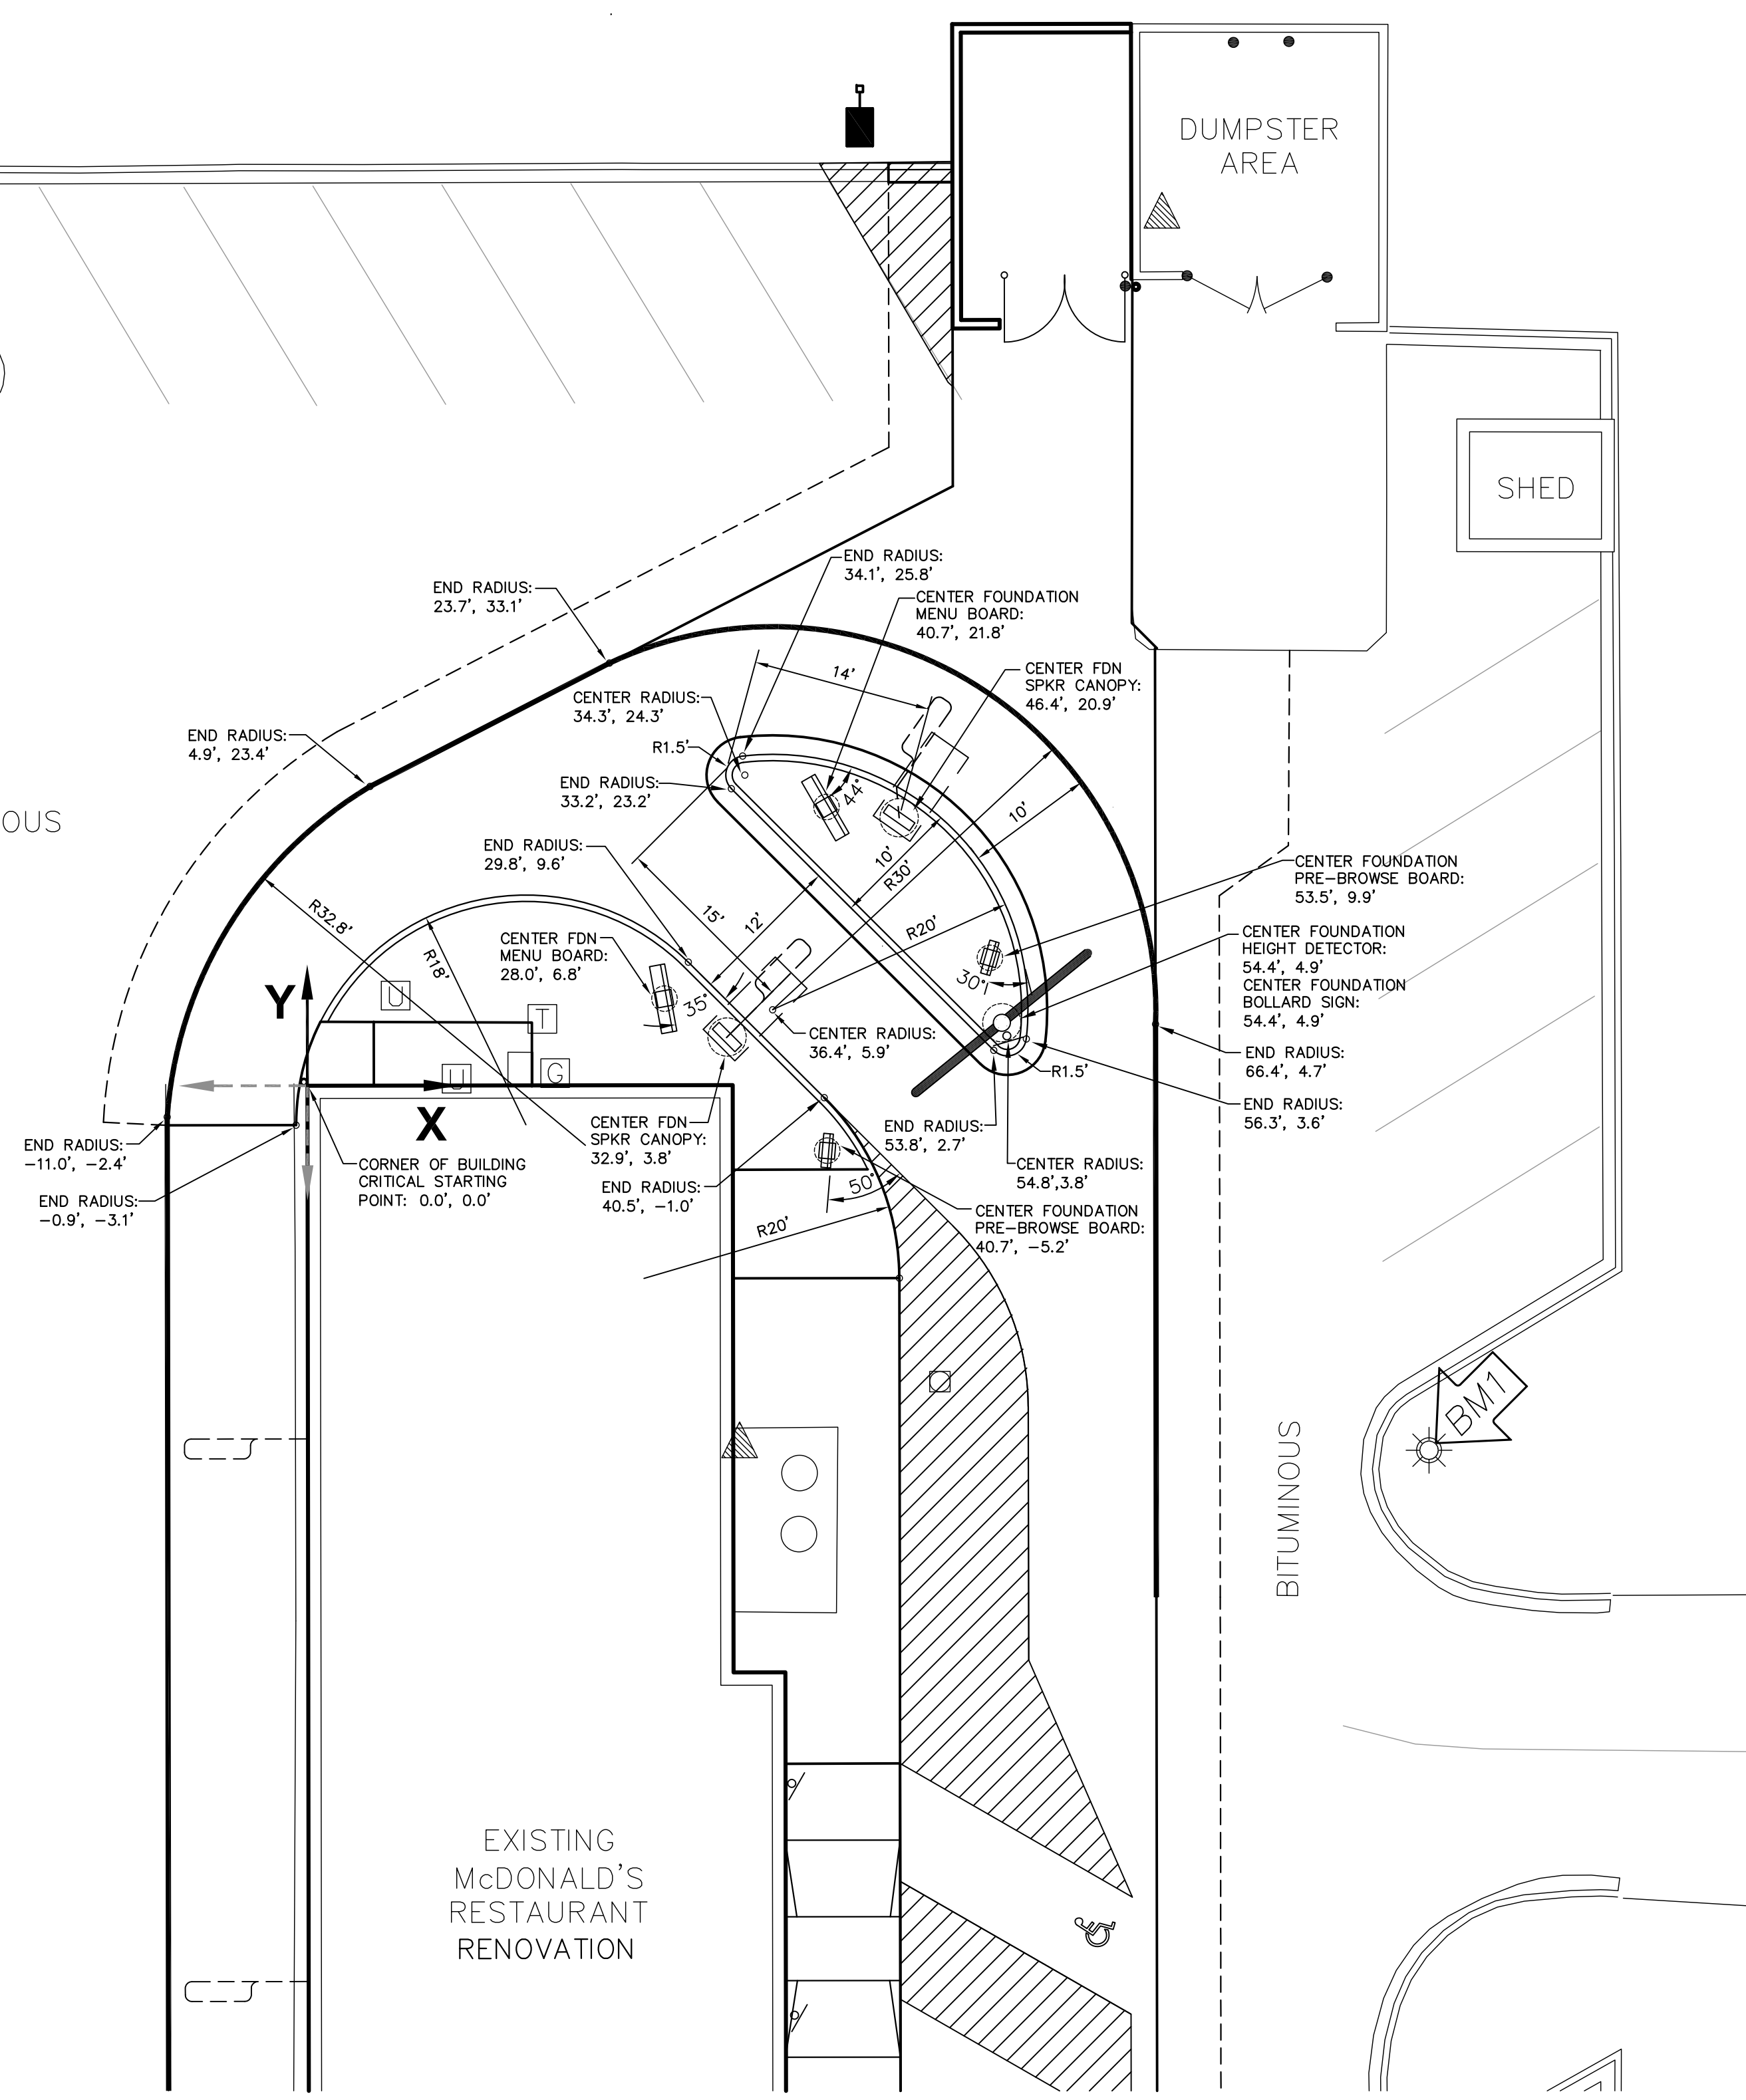 DUMPSTER
AREA
SHED
END RADIUS:
34.1', 25.8'
END RADIUS:
23.7', 33.1'
CENTER FOUNDATION
MENU BOARD:
40.7', 21.8'
CENTER FDN
SPKR CANOPY:
46.4', 20.9'
14'
CENTER RADIUS:
34.3', 24.3'
END RADIUS:
4.9', 23.4'
R1.5'
END RADIUS:
33.2', 23.2'
44°
10'
OUS
END RADIUS:
29.8', 9.6'
10'
R30'
CENTER FOUNDATION
PRE-BROWSE BOARD:
53.5', 9.9'
R32.8'
15'
12'
R20'
R18'
CENTER FDN
MENU BOARD:
28.0', 6.8'
CENTER FOUNDATION
HEIGHT DETECTOR:
54.4', 4.9'
CENTER FOUNDATION
BOLLARD SIGN:
54.4', 4.9'
30°
35°
Y
U
T
CENTER RADIUS:
36.4', 5.9'
END RADIUS:
66.4', 4.7'
R1.5'
U
G
X
END RADIUS:
56.3', 3.6'
CENTER FDN
SPKR CANOPY:
32.9', 3.8'
END RADIUS:
53.8', 2.7'
END RADIUS:
-11.0', -2.4'
CORNER OF BUILDING
CRITICAL STARTING
POINT: 0.0', 0.0'
CENTER RADIUS:
54.8',3.8'
END RADIUS:
-0.9', -3.1'
END RADIUS:
40.5', -1.0'
50°
CENTER FOUNDATION
PRE-BROWSE BOARD:
40.7', -5.2'
R20'
BM1
BITUMINOUS
EXISTING
McDONALD'S
RESTAURANT
RENOVATION